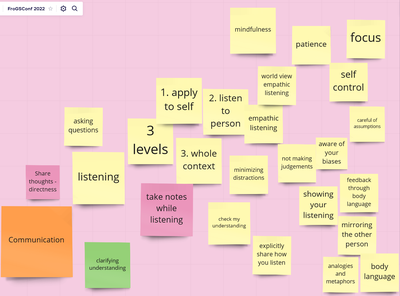 FroGSConf 2022
mindfulness
patience
focus
world view
empathic
listening
self
control
1. apply
to self
2. listen
to
person
empathic
listening
careful of
assumptions
asking
questions
3
levels
3. whole
context
not making
judgements
aware of
your
biases
minimizing
distractions
Share
thoughts -
directness
listening
take notes
while
listening
showing
your
listening
feedback
through
body
language
check my
understanding
mirroring
the other
person
Communication
clarifying
understanding
explicitly
share how
you listen
analogies
and
metaphors
body
language